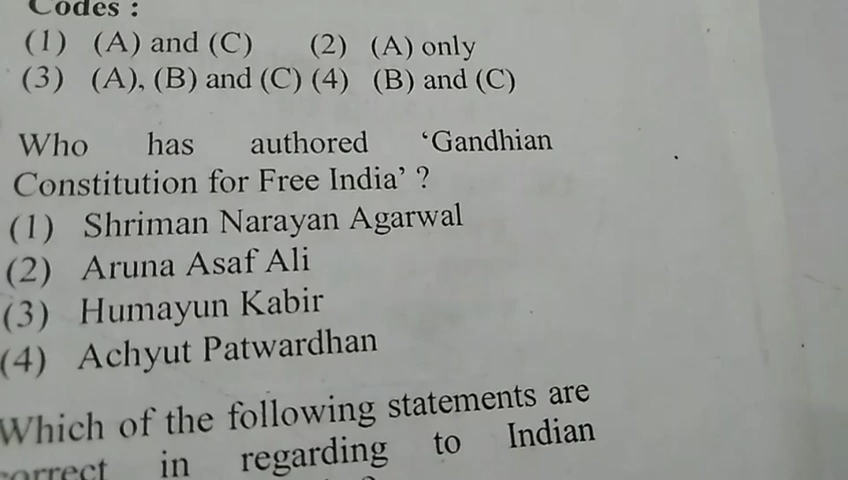 Codes :
(1) (A) and (C) (2) (A) only
(3) (A), (B) and (C) (4) (B) and (C)
Who has authored ‘Gandhian
Constitution for Free India’ ?
(1) Shriman Narayan Agarwal
(2) Aruna Asaf Ali
(3) Humayun Kabir
(4) Achyut Patwardhan
Which of the following statements are
correct in regarding to Indian